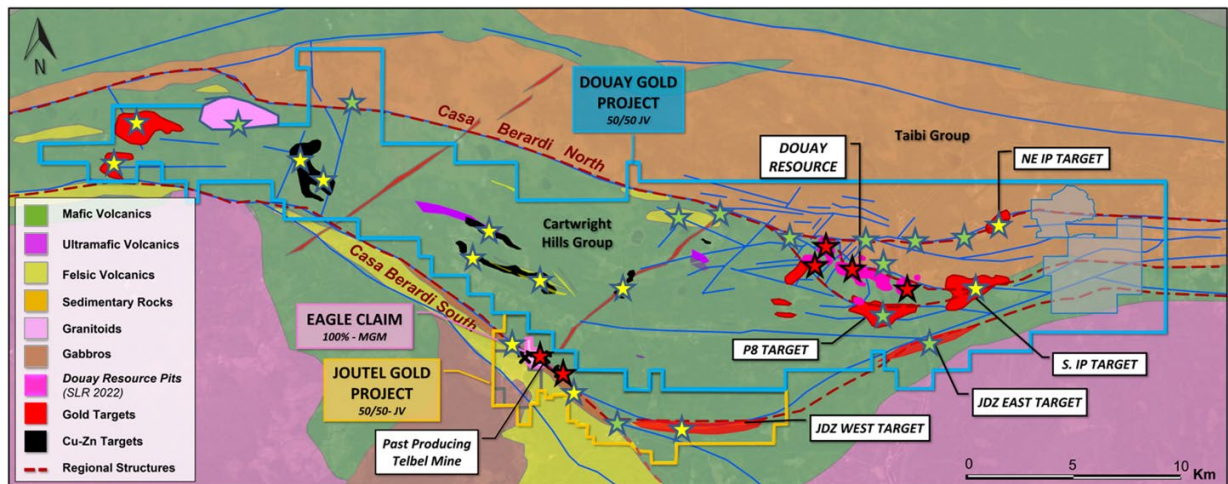 N
DOUAY GOLD
PROJECT
50/50 JV
Casa Berardi North
Taibi Group
DOUAY
RESOURCE
NE IP TARGET
Cartwright
Hills Group
Casa Berardi South
EAGLE CLAIM
100% - MGM
JOUTEL GOLD
PROJECT
50/50- JV
Past Producing
Telbel Mine
P8 TARGET
S. IP TARGET
JDZ EAST TARGET
JDZ WEST TARGET
Mafic Volcanics
Ultramafic Volcanics
Felsic Volcanics
Sedimentary Rocks
Granitoids
Gabbros
Douay Resource Pits
(SLR 2022)
Gold Targets
Cu-Zn Targets
Regional Structures
0 5 10
Km